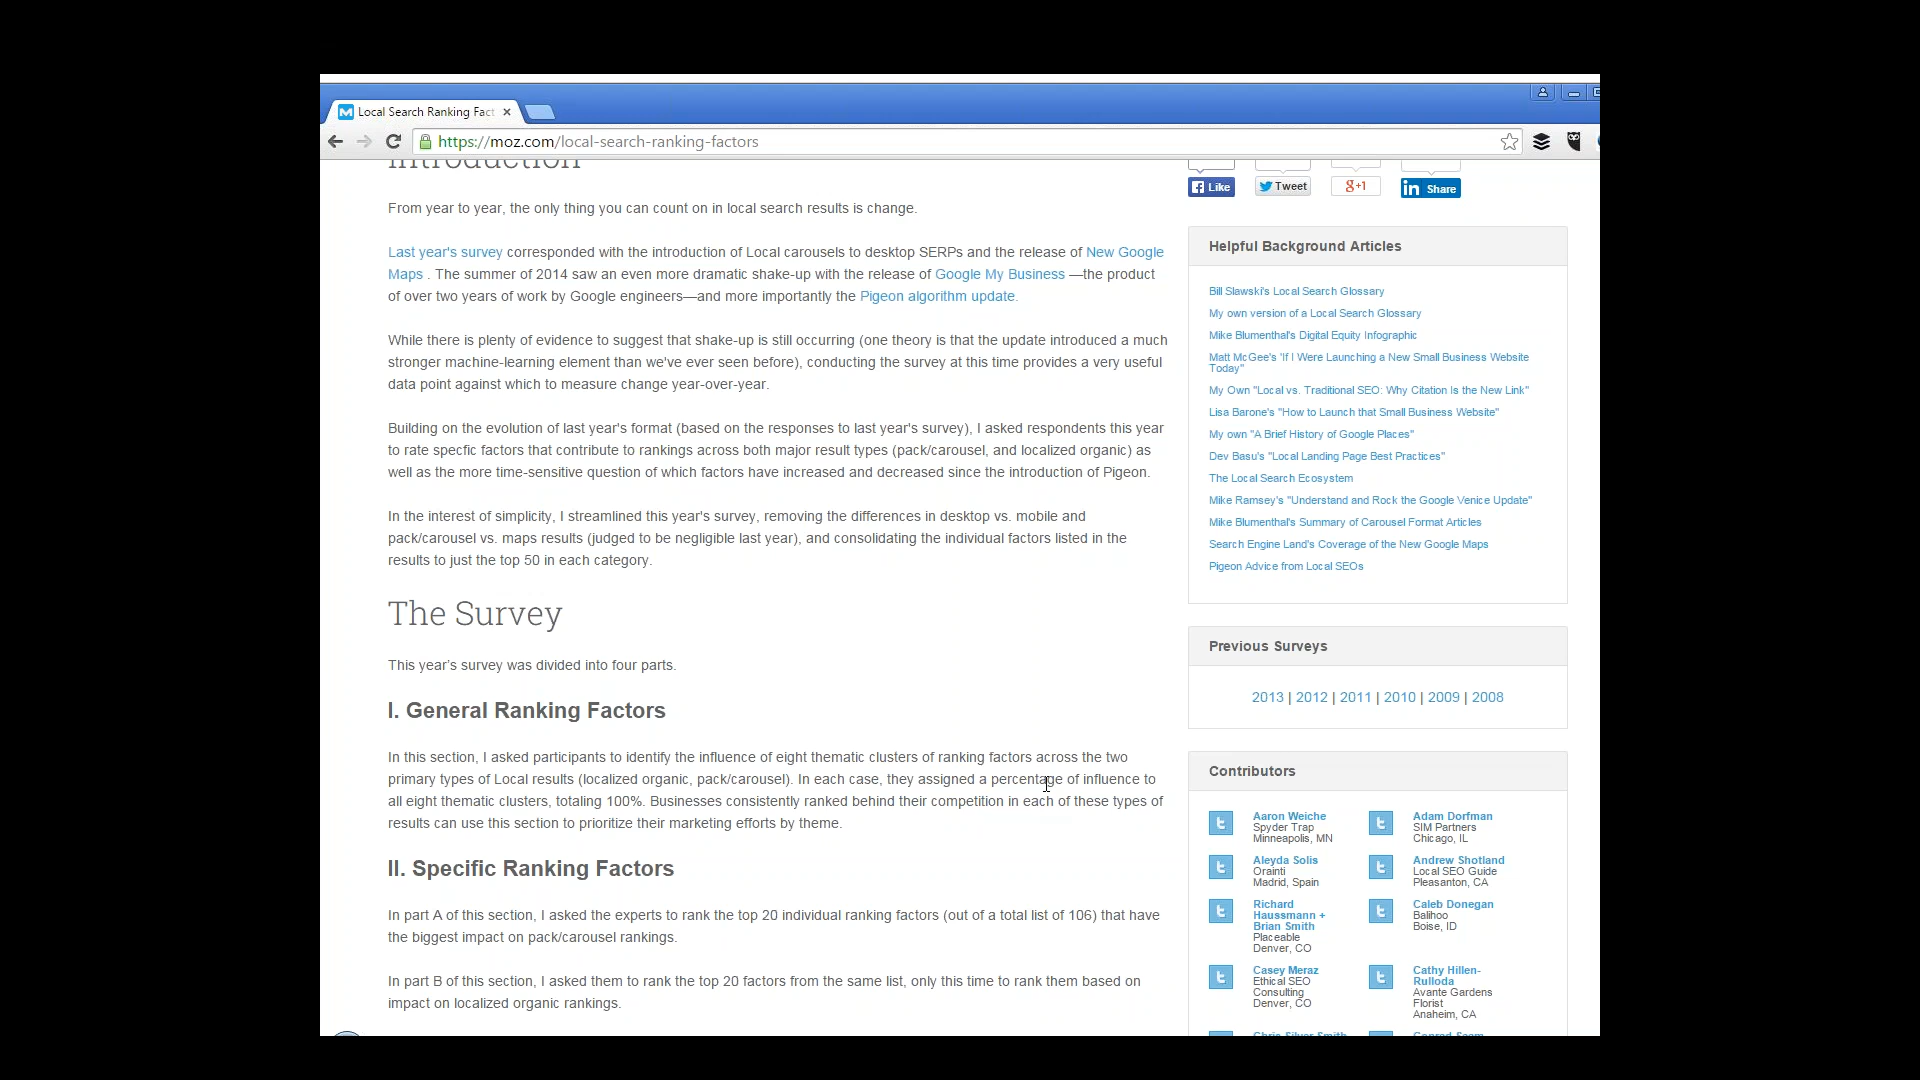 Local Search Ranking Fact
https://moz.com/local-search-ranking-factors
Introduction
From year to year, the only thing you can count on in local search results is change.
Last year's survey corresponded with the introduction of Local carousels to desktop SERPs and the release of New Google
Maps . The summer of 2014 saw an even more dramatic shake-up with the release of Google My Business —the product
of over two years of work by Google engineers—and more importantly the Pigeon algorithm update.
While there is plenty of evidence to suggest that shake-up is still occurring (one theory is that the update introduced a much
stronger machine-learning element than we've ever seen before), conducting the survey at this time provides a very useful
data point against which to measure change year-over-year.
Building on the evolution of last year's format (based on the responses to last year's survey), I asked respondents this year
to rate specfic factors that contribute to rankings across both major result types (pack/carousel, and localized organic) as
well as the more time-sensitive question of which factors have increased and decreased since the introduction of Pigeon.
In the interest of simplicity, I streamlined this year's survey, removing the differences in desktop vs. mobile and
pack/carousel vs. maps results (judged to be negligible last year), and consolidating the individual factors listed in the
results to just the top 50 in each category.
The Survey
This year's survey was divided into four parts.
I. General Ranking Factors
In this section, I asked participants to identify the influence of eight thematic clusters of ranking factors across the two
primary types of Local results (localized organic, pack/carousel). In each case, they assigned a percentage of influence to
all eight thematic clusters, totaling 100%. Businesses consistently ranked behind their competition in each of these types of
results can use this section to prioritize their marketing efforts by theme.
II. Specific Ranking Factors
In part A of this section, I asked the experts to rank the top 20 individual ranking factors (out of a total list of 106) that have
the biggest impact on pack/carousel rankings.
In part B of this section, I asked them to rank the top 20 factors from the same list, only this time to rank them based on
impact on localized organic rankings.
Like Tweet g+1 in Share
Helpful Background Articles
Bill Slawski's Local Search Glossary
My own version of a Local Search Glossary
Mike Blumenthal's Digital Equity Infographic
Matt McGee's 'If I Were Launching a New Small Business Website
Today"
My Own "Local vs. Traditional SEO: Why Citation Is the New Link"
Lisa Barone's "How to Launch that Small Business Website"
My own "A Brief History of Google Places"
Dev Basu's "Local Landing Page Best Practices"
The Local Search Ecosystem
Mike Ramsey's "Understand and Rock the Google Venice Update"
Mike Blumenthal's Summary of Carousel Format Articles
Search Engine Land's Coverage of the New Google Maps
Pigeon Advice from Local SEOs
Previous Surveys
2013 | 2012 | 2011 | 2010 | 2009 | 2008
Contributors
Aaron Weiche
Spyder Trap
Minneapolis, MN
Adam Dorfman
SIM Partners
Chicago, IL
Aleyda Solis
Orainti
Madrid, Spain
Andrew Shotland
Local SEO Guide
Pleasanton, CA
Richard
Haussmann +
Brian Smith
Placeable
Denver, CO
Caleb Donegan
Balihoo
Boise, ID
Casey Meraz
Ethical SEO
Consulting
Denver, CO
Cathy Hillen-
Rulloda
Avante Gardens
Florist
Anaheim, CA
Chris Silver Smith